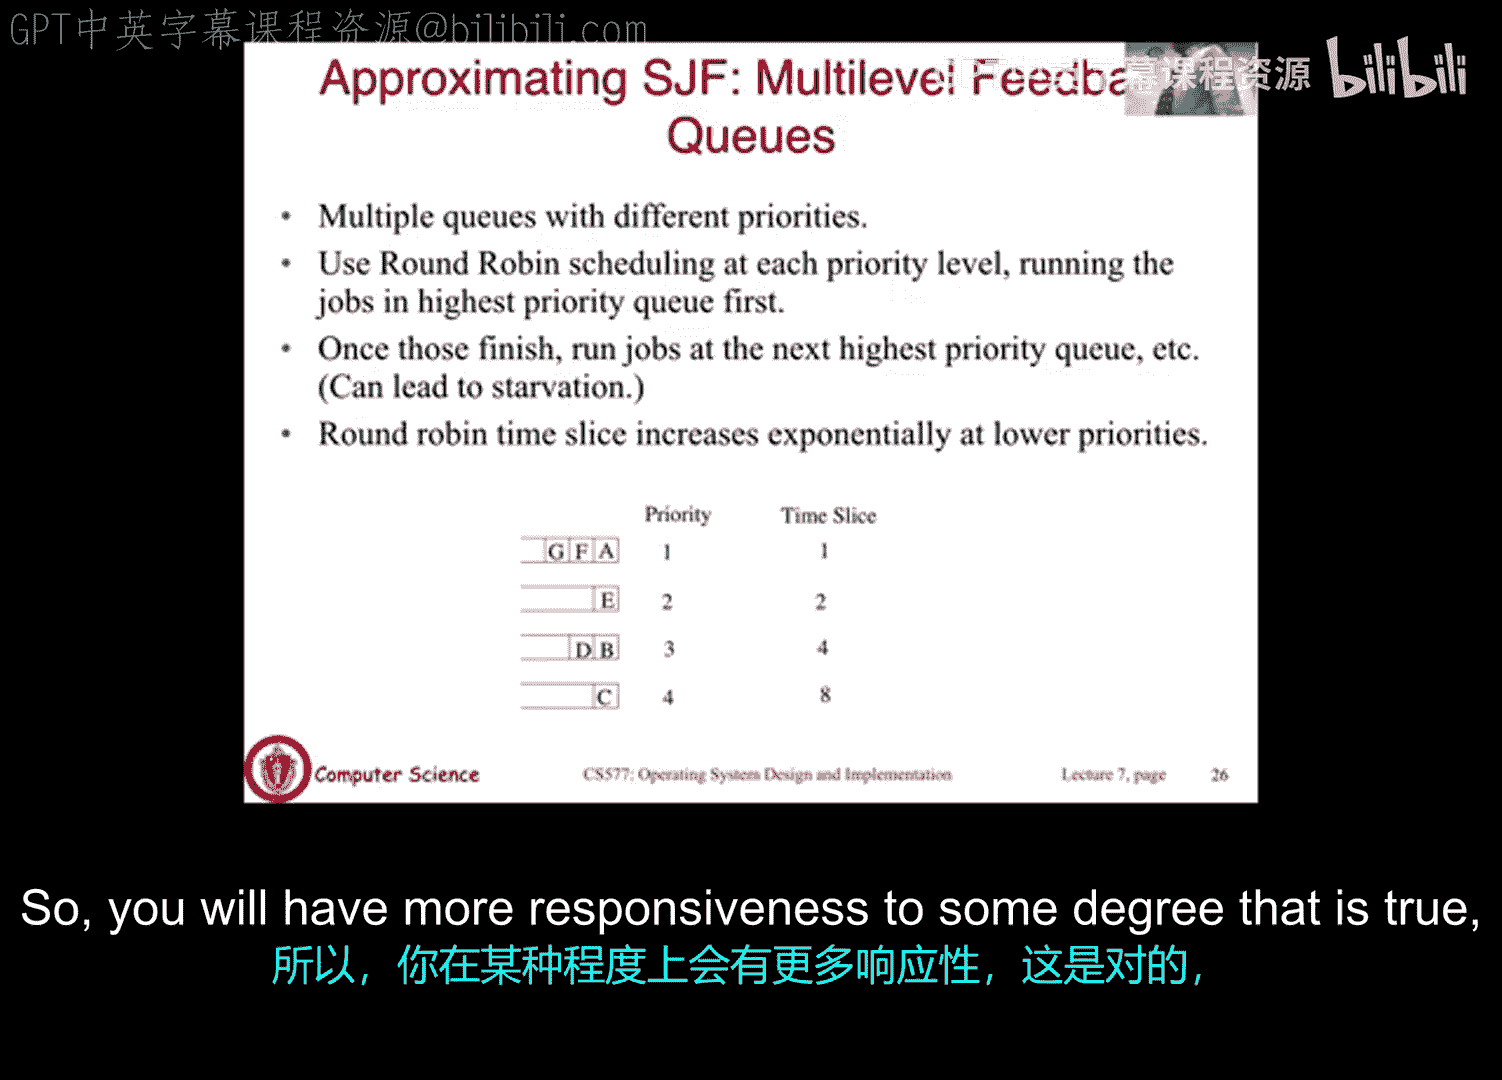 GPT中英字幕课程资源@bilibili.com
幕课程资源 bilibili
Approximating SJF: Multilevel Feedba
Queues
• Multiple queues with different priorities.
• Use Round Robin scheduling at each priority level, running the
jobs in highest priority queue first.
• Once those finish, run jobs at the next highest priority queue, etc.
(Can lead to starvation.)
• Round robin time slice increases exponentially at lower priorities.
Priority Time Slice
G F A 1 1
E 2 2
D B 3 4
C 4 8
Computer Science CS577: Operating System Design and Implementation Lecture 7, page 26
So, you will have more responsiveness to some degree that is true,
所以，你在某种程度上会有更多响应性，这是对的，